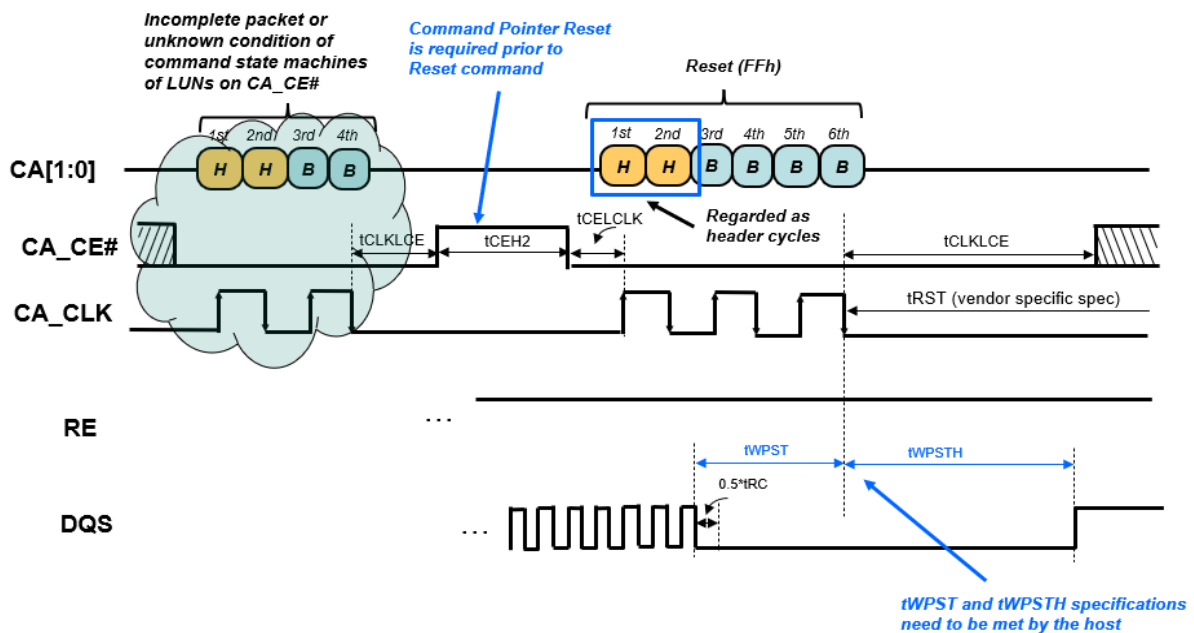 Incomplete packet or
unknown condition of
command state machines
of LUNs on CA_CE#
Command Pointer Reset
is required prior to
Reset command
Reset (FFh)
1st 2nd 3rd 4th
1st 2nd 3rd 4th 5th 6th
CA[1:0]
H H B B
H H B B B B
Regarded as
header cycles
CA_CE#
tCLKLCE
tCEH2
tCELCLK
tCLKLCE
CA_CLK
tRST (vendor specific spec)
RE
...
tWPST
tWPSTH
0.5*tRC
DQS
...
tWPST and tWPSTH specifications
need to be met by the host